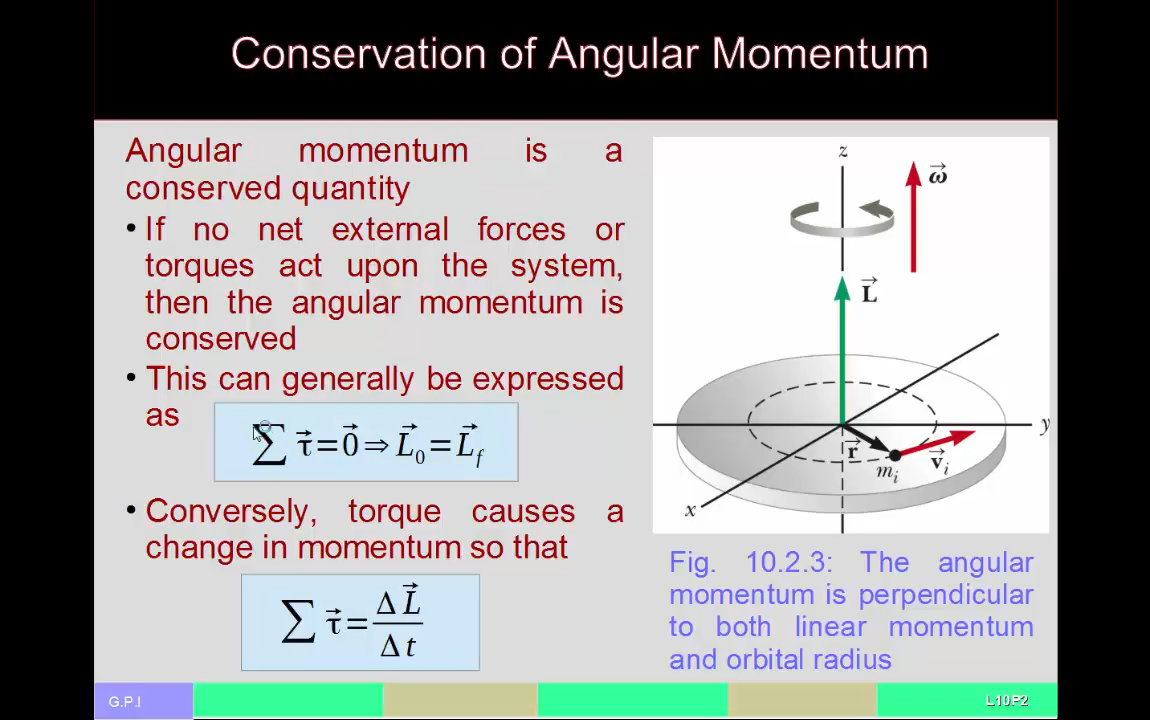 Conservation of Angular Momentum
Angular momentum is a
conserved quantity
• If no net external forces or
torques act upon the system,
then the angular momentum is
conserved
• This can generally be expressed
as
∑ τ⃗ = 0⃗ ⇒ L⃗₀ = L⃗f
• Conversely, torque causes a
change in momentum so that
∑ τ⃗ = Δ L⃗ / Δ t
z
ω⃗
L⃗
y
r⃗
mᵢ
v⃗ᵢ
x
Fig. 10.2.3: The angular
momentum is perpendicular
to both linear momentum
and orbital radius
G.P.I
L10P2